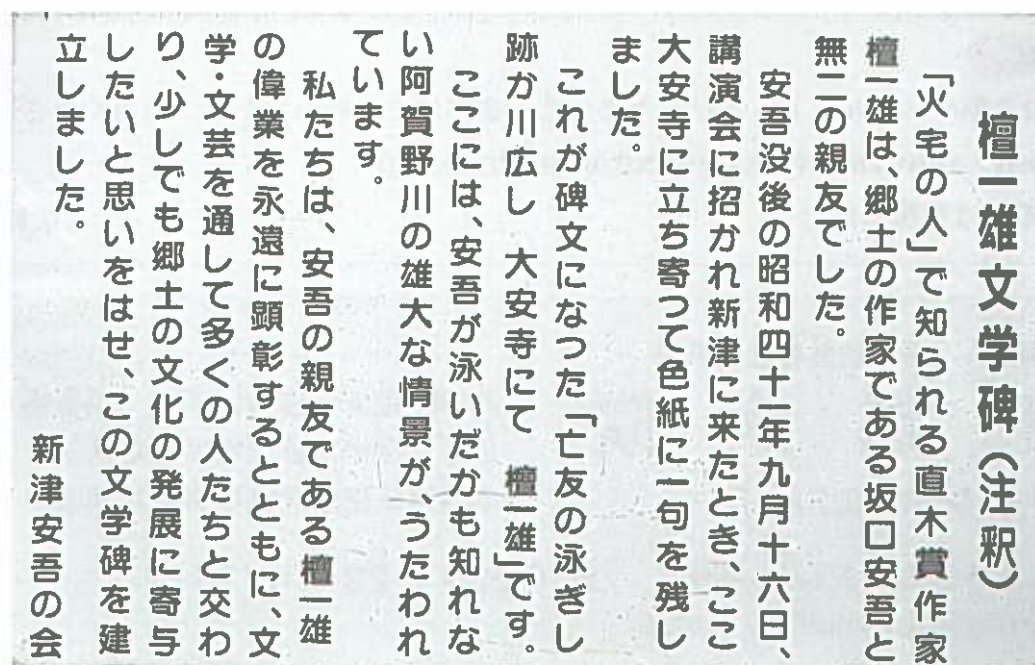 檀一雄文学碑(注釈)
「火宅の人」で知られる直木賞作家
檀一雄は、郷土の作家である坂口安吾と
無二の親友でした。
安吾没後の昭和四十一年九月十六日、
講演会に招かれ新津に来たとき、ここ
大安寺に立ち寄つて色紙に一句を残し
ました。
これが碑文になつた「亡友の泳ぎし
跡か川広し 大安寺にて 檀一雄」です。
ここには、安吾が泳いだかも知れな
い阿賀野川の雄大な情景が、うたわれ
ています。
私たちは、安吾の親友である檀一雄
の偉業を永遠に顕彰するとともに、文
学・文芸を通して多くの人たちと交わ
り、少しでも郷土の文化の発展に寄与
したいと思いをはせ、この文学碑を建
立しました。
新津安吾の会